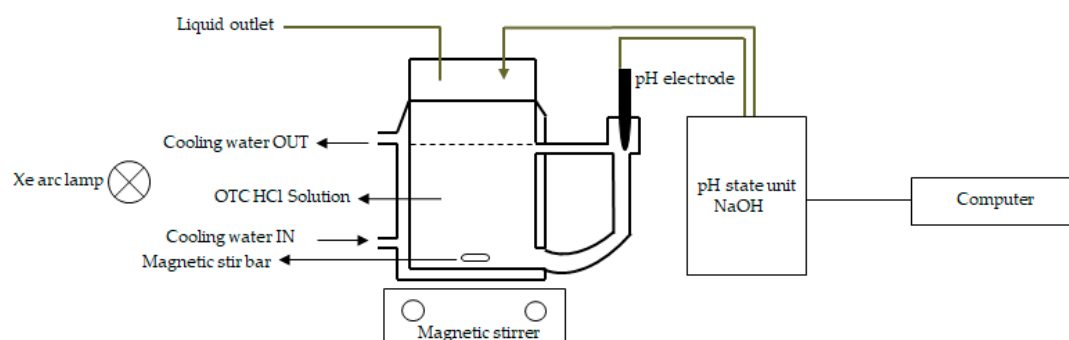 Liquid outlet
pH electrode
Cooling water OUT
Xe arc lamp
OTC HCl Solution
pH state unit
NaOH
Computer
Cooling water IN
Magnetic stir bar
Magnetic stirrer